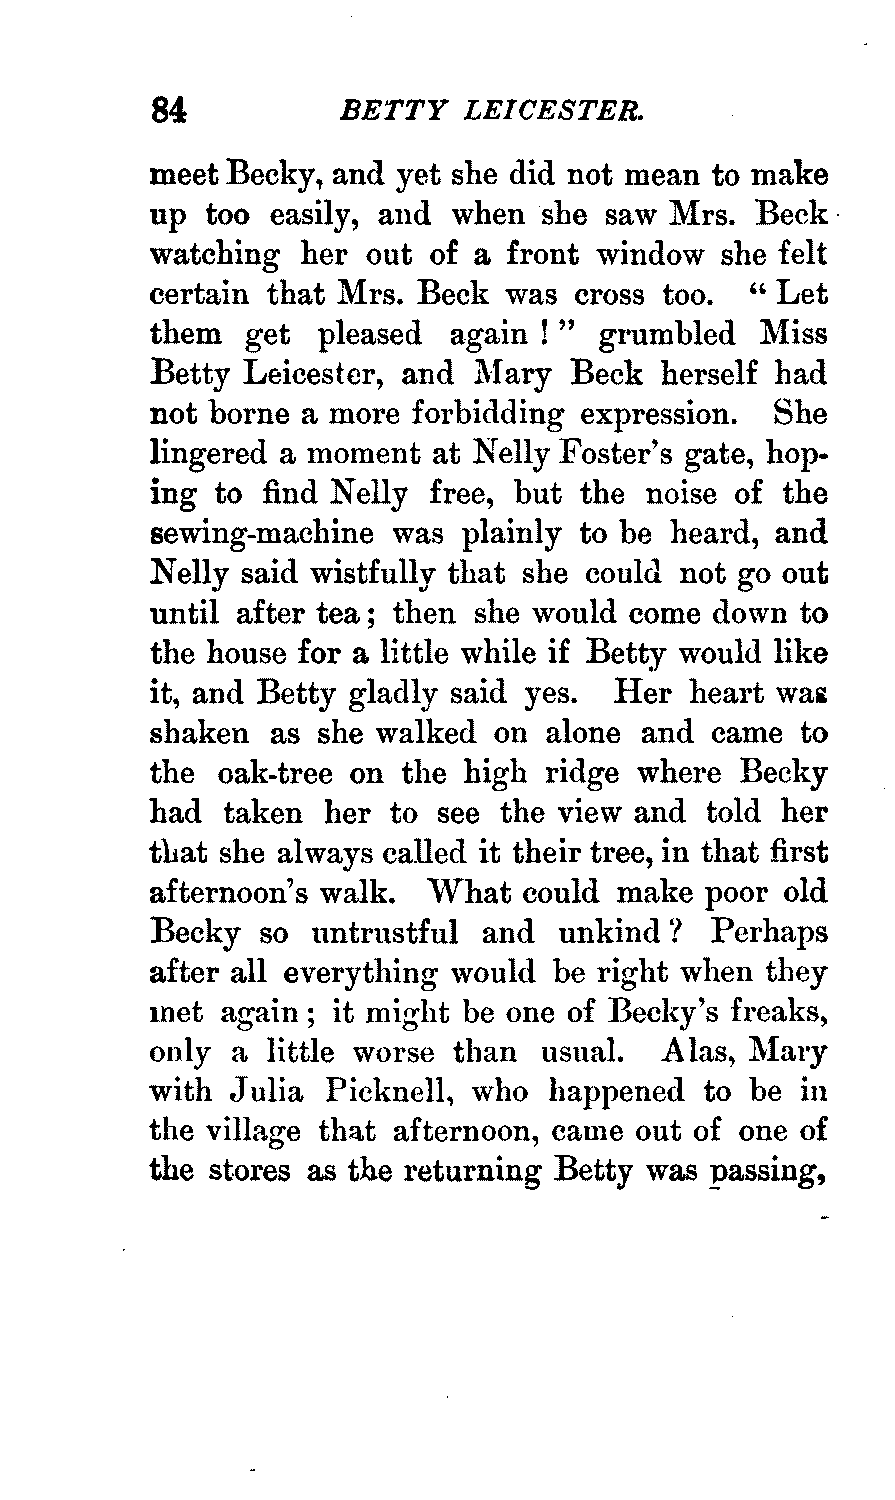 84 BETTY LEICESTER.
meet Becky, and yet she did not mean to make
up too easily, and when she saw Mrs. Beck
watching her out of a front window she felt
certain that Mrs. Beck was cross too. “ Let
them get pleased again ! ” grumbled Miss
Betty Leicester, and Mary Beck herself had
not borne a more forbidding expression. She
lingered a moment at Nelly Foster’s gate, hop-
ing to find Nelly free, but the noise of the
sewing-machine was plainly to be heard, and
Nelly said wistfully that she could not go out
until after tea ; then she would come down to
the house for a little while if Betty would like
it, and Betty gladly said yes. Her heart was
shaken as she walked on alone and came to
the oak-tree on the high ridge where Becky
had taken her to see the view and told her
that she always called it their tree, in that first
afternoon’s walk. What could make poor old
Becky so untrustful and unkind ? Perhaps
after all everything would be right when they
met again ; it might be one of Becky’s freaks,
only a little worse than usual. Alas, Mary
with Julia Picknell, who happened to be in
the village that afternoon, came out of one of
the stores as the returning Betty was passing,